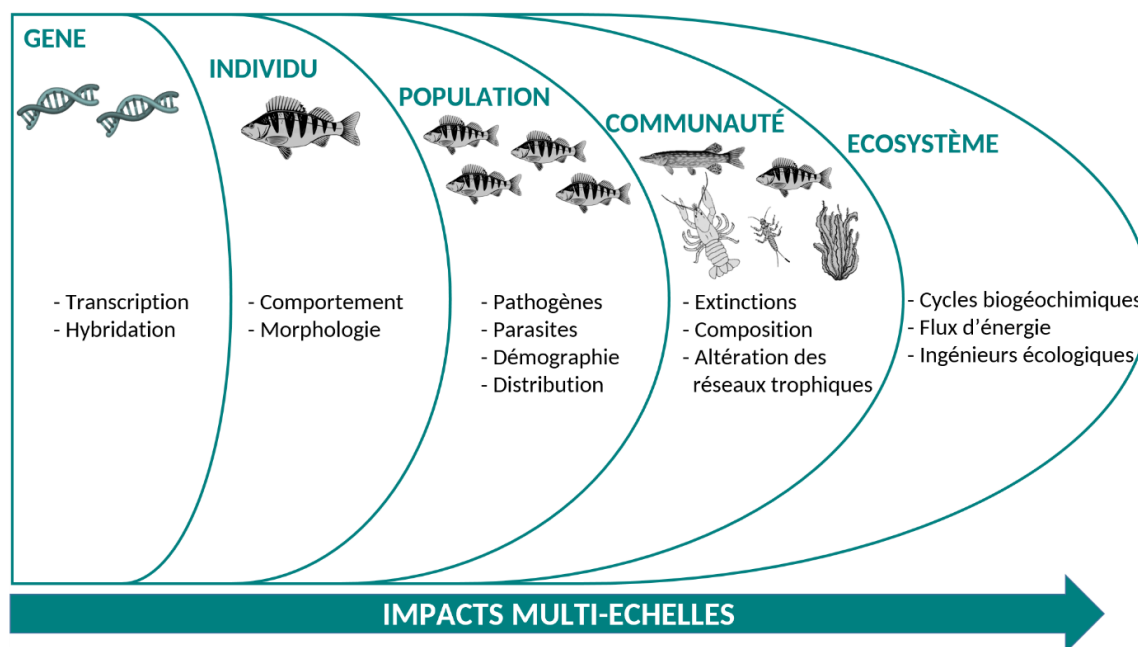 GENE
- Transcription
- Hybridation
INDIVIDU
- Comportement
- Morphologie
POPULATION
- Pathogènes
- Parasites
- Démographie
- Distribution
COMMUNAUTÉ
- Extinctions
- Composition
- Altération des
réseaux trophiques
ECOSYSTÈME
- Cycles biogéochimiques
- Flux d’énergie
- Ingénieurs écologiques
IMPACTS MULTI-ECHELLES